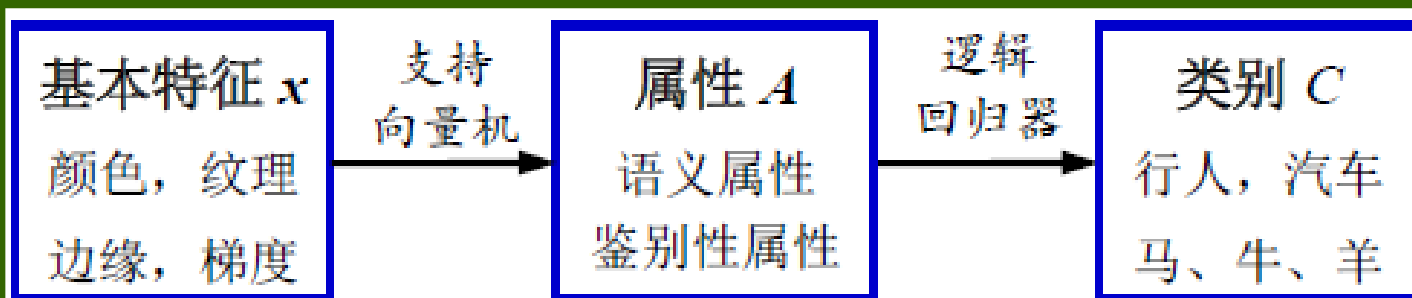 基本特征 x
颜色，纹理
边缘，梯度
支持
向量机
属性 A
语义属性
鉴别性属性
逻辑
回归器
类别 C
行人，汽车
马、牛、羊